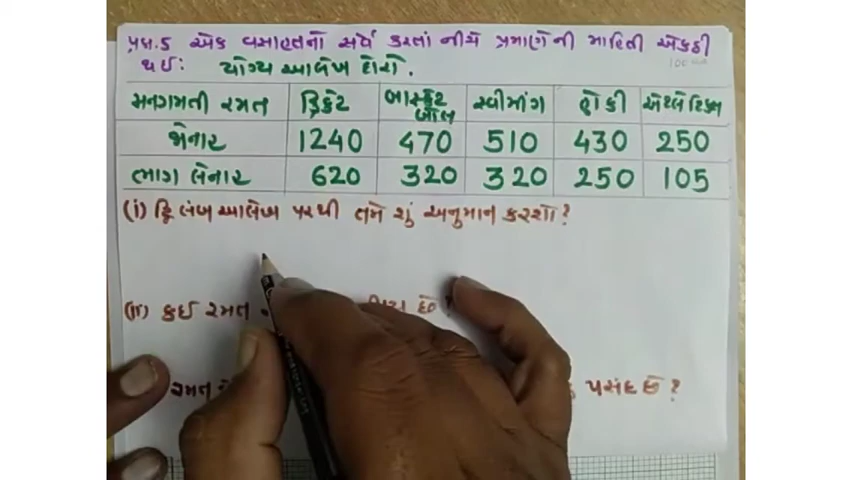 પ્રશ્ન.5 એક વસાહતનો સર્વે કરતાં નીચે પ્રમાણેની માહિતી એકઠી
થઈ: યોગ્ય આલેખ દોરો.
મનગમતી રમત ક્રિકેટ બાસ્કેટ બોલ સ્વીમીંગ હોકી એથ્લેટિક્સ
જોનાર 1240 470 510 430 250
ભાગ લેનાર 620 320 320 250 105
(i) દ્વિ લંબ આલેખ પરથી તમે શું અનુમાન કરશો?
(ii) કઈ રમત
રમત પસંદ છે?